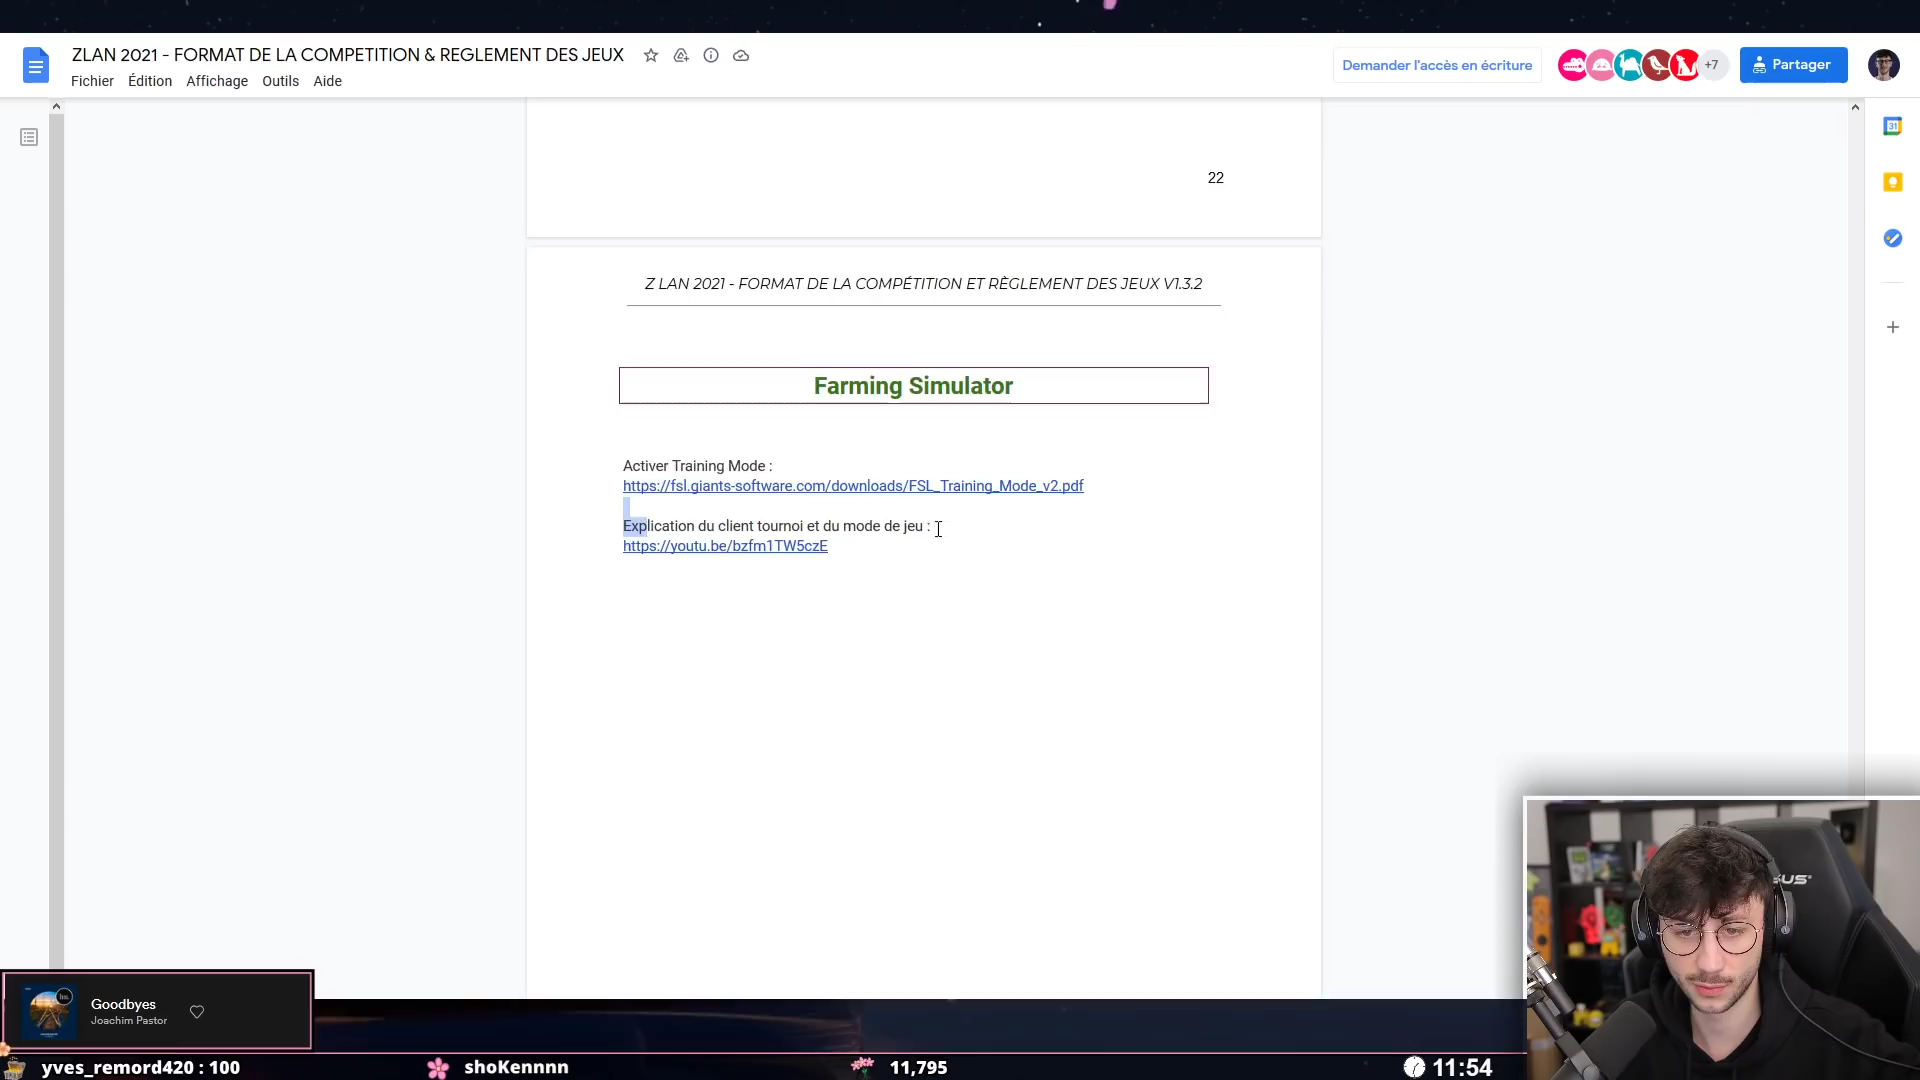 ZLAN 2021 - FORMAT DE LA COMPETITION & REGLEMENT DES JEUX
Fichier Édition Affichage Outils Aide
Demander l'accès en écriture
+7
Partager
31
22
Z LAN 2021 - FORMAT DE LA COMPÉTITION ET RÈGLEMENT DES JEUX V1.3.2
Farming Simulator
Activer Training Mode :
https://fsl.giants-software.com/downloads/FSL_Training_Mode_v2.pdf
Explication du client tournoi et du mode de jeu :
https://youtu.be/bzfm1TW5czE
Goodbyes
Joachim Pastor
yves_remord420 : 100
shoKennnn
11,795
11:54